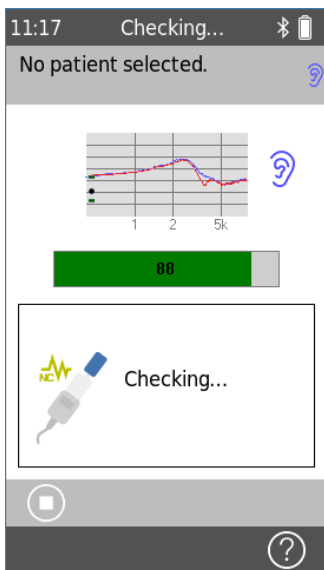 11:17 Checking...
No patient selected.
1 2 5k
88
NC
Checking...
?